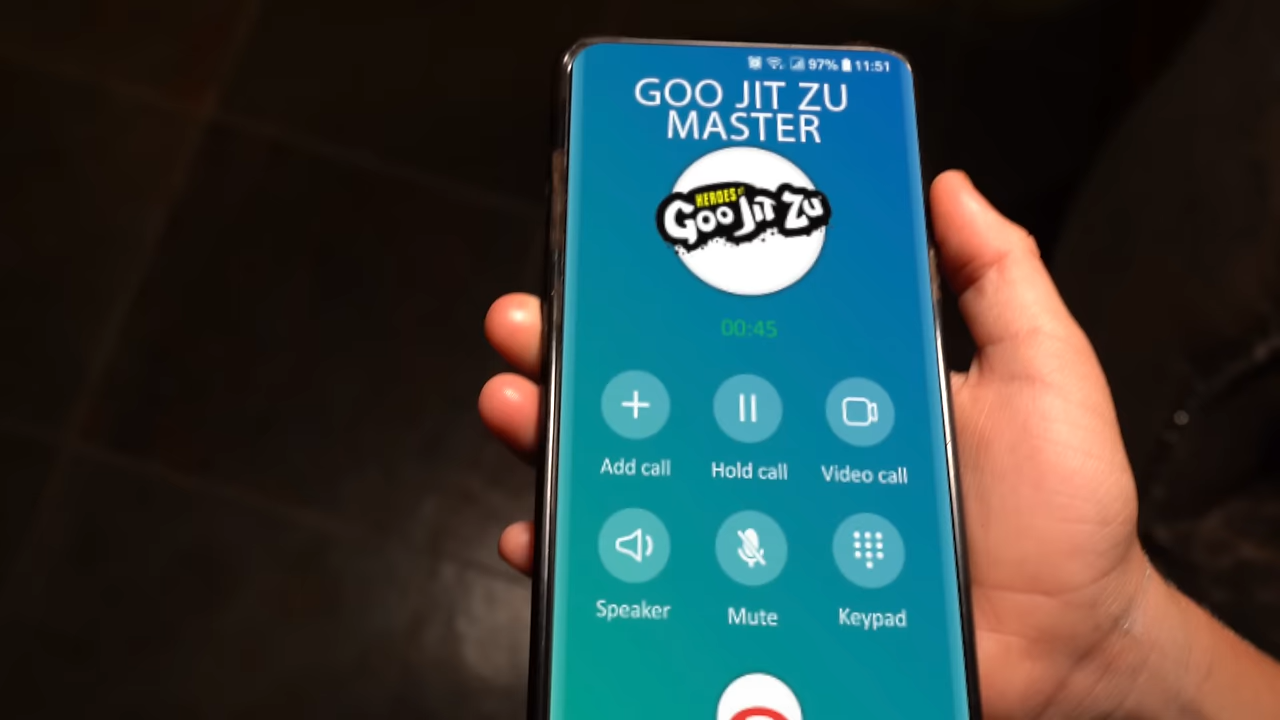 97% 11:51
GOO JIT ZU
MASTER
HEROES OF
GOO JIT ZU
00:45
Add call Hold call Video call
Speaker Mute Keypad